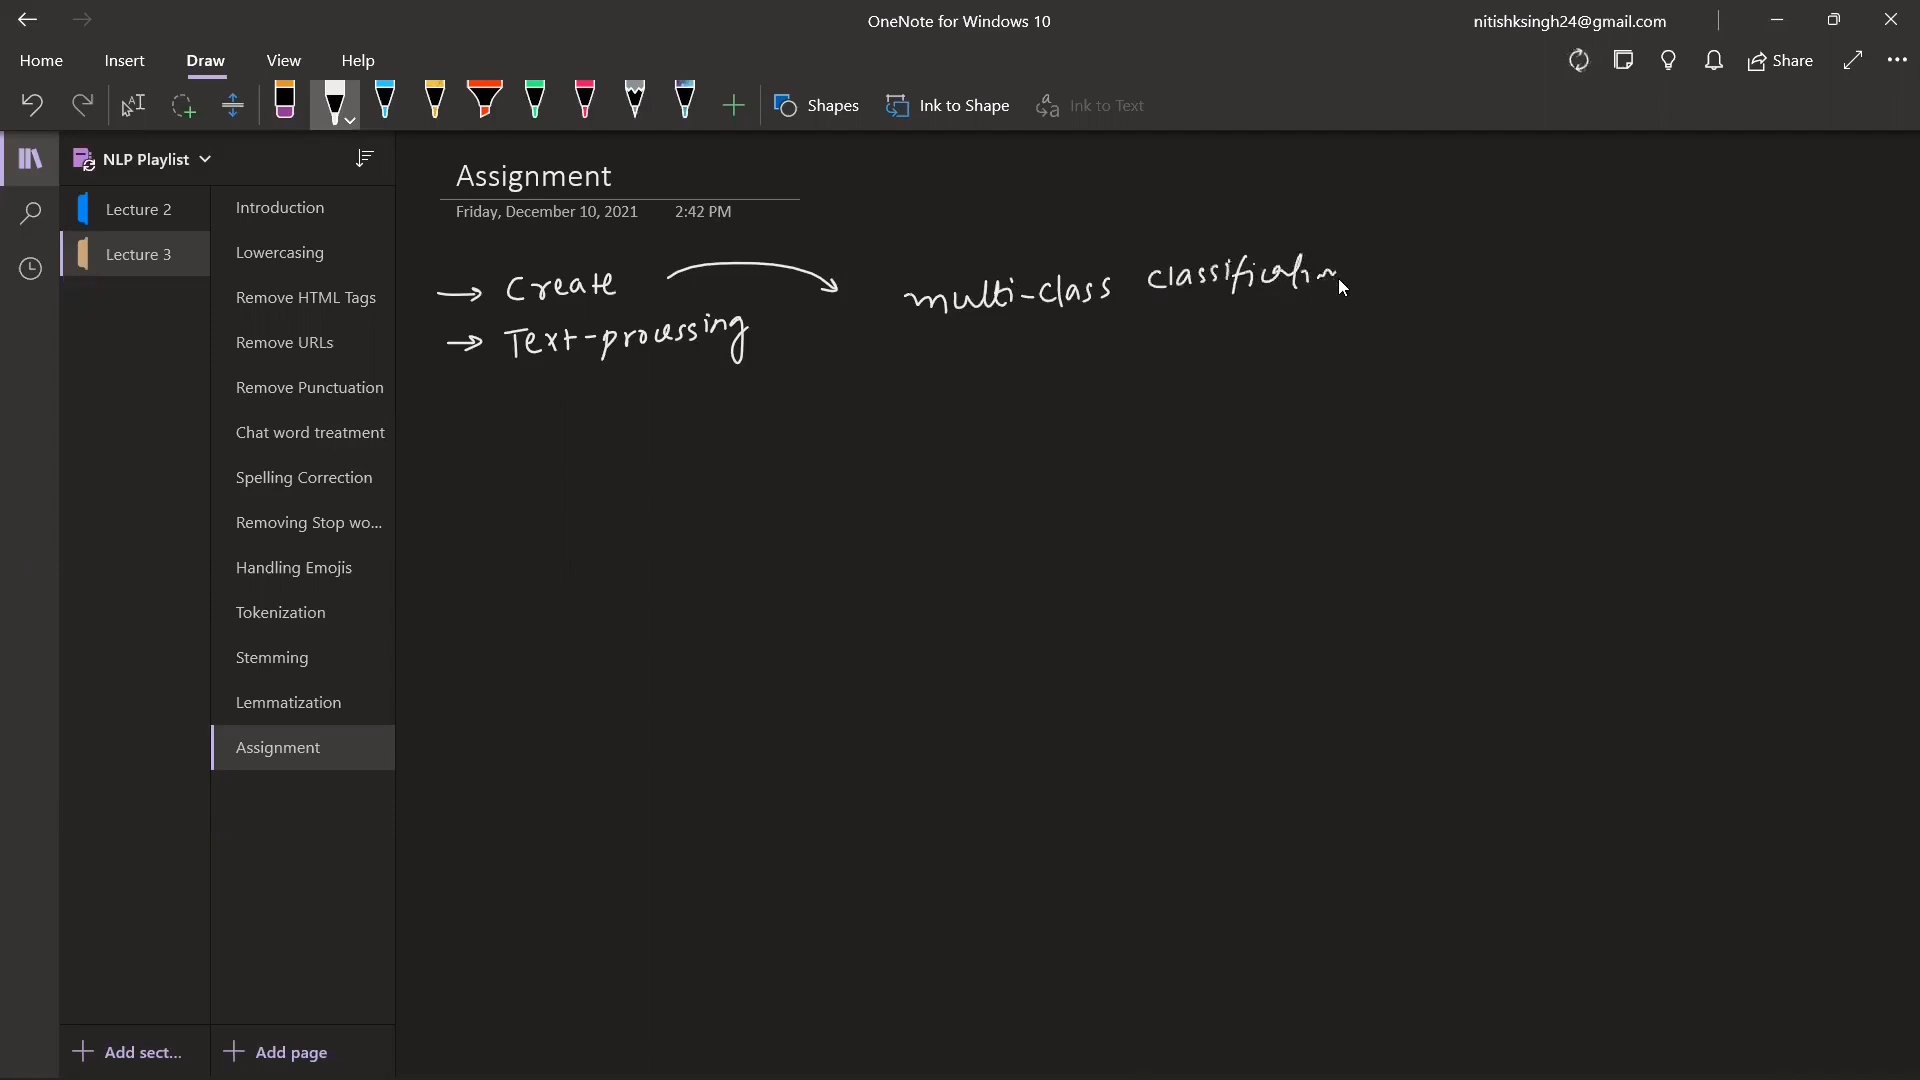 OneNote for Windows 10
nitishksingh24@gmail.com
Home Insert Draw View Help
Share
Shapes Ink to Shape Ink to Text
NLP Playlist
Lecture 2
Lecture 3
Introduction
Lowercasing
Remove HTML Tags
Remove URLs
Remove Punctuation
Chat word treatment
Spelling Correction
Removing Stop wo...
Handling Emojis
Tokenization
Stemming
Lemmatization
Assignment
Add sect...
Add page
Assignment
Friday, December 10, 2021 2:42 PM
→ Create → multi-class classification
→ Text-processing